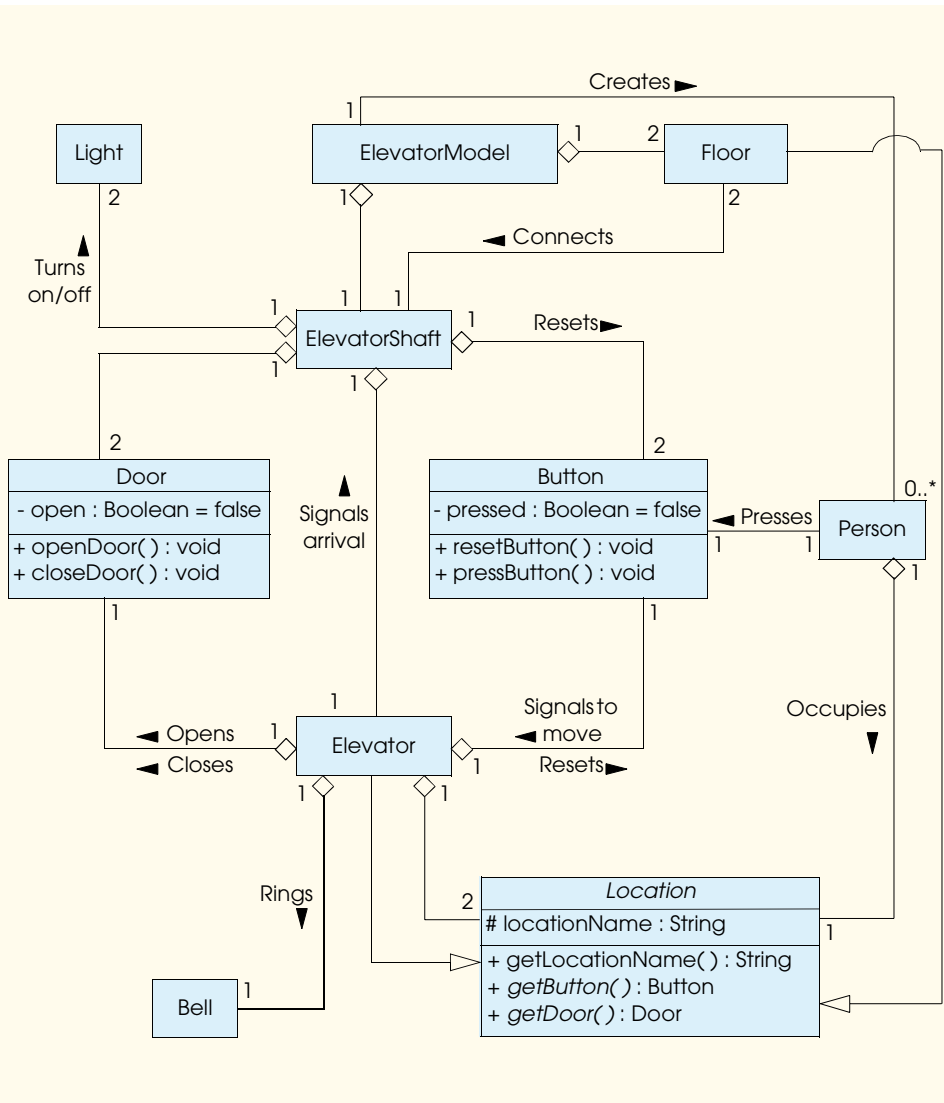 Creates
1
Light
ElevatorModel
1
2
Floor
2
1
2
Connects
Turns
on/off
1
1
1
1
ElevatorShaft
Resets
1
1
2
2
Door
- open : Boolean = false
+ openDoor( ) : void
+ closeDoor( ) : void
Signals
arrival
Button
- pressed : Boolean = false
+ resetButton( ) : void
+ pressButton( ) : void
Presses
1
1
0..*
Person
1
1
1
1
Opens
Closes
1
Elevator
Signals to
move
1
Resets
Occupies
1
1
Rings
2
Location
# locationName : String
+ getLocationName( ) : String
+ getButton( ) : Button
+ getDoor( ) : Door
1
Bell
1